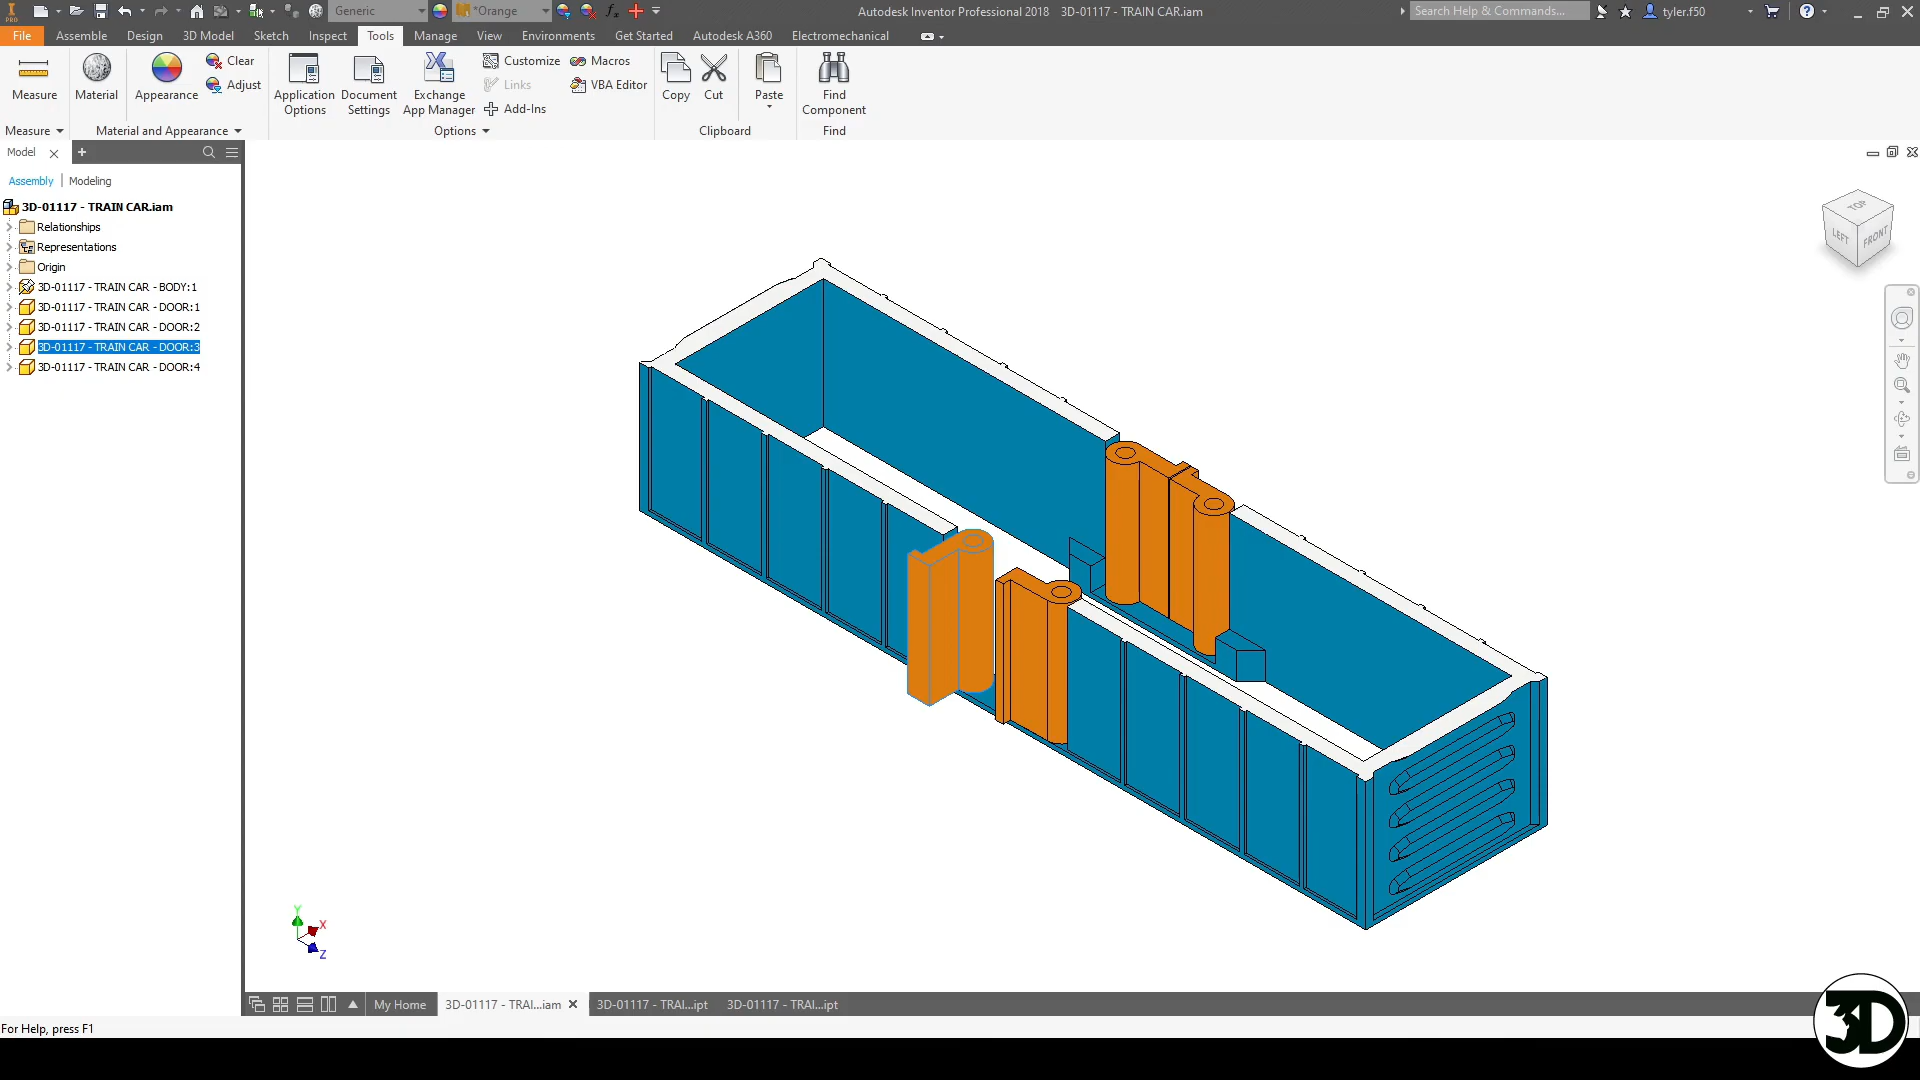 PRO
Generic
*Orange
Autodesk Inventor Professional 2018 3D-01117 - TRAIN CAR.iam
Search Help & Commands...
tyler.f50
File Assemble Design 3D Model Sketch Inspect Tools Manage View Environments Get Started Autodesk A360 Electromechanical
Measure
Material
Appearance
Clear
Adjust
Application
Options
Document
Settings
Exchange
App Manager
Customize
Links
Add-Ins
Macros
VBA Editor
Copy
Cut
Paste
Find
Component
Measure
Material and Appearance
Options
Clipboard
Find
Model
Assembly | Modeling
3D-01117 - TRAIN CAR.iam
Relationships
Representations
Origin
3D-01117 - TRAIN CAR - BODY:1
3D-01117 - TRAIN CAR - DOOR:1
3D-01117 - TRAIN CAR - DOOR:2
3D-01117 - TRAIN CAR - DOOR:3
3D-01117 - TRAIN CAR - DOOR:4
TOP
LEFT
FRONT
Y
X
Z
My Home
3D-01117 - TRAI...iam
3D-01117 - TRAI...ipt
3D-01117 - TRAI...ipt
For Help, press F1
3D